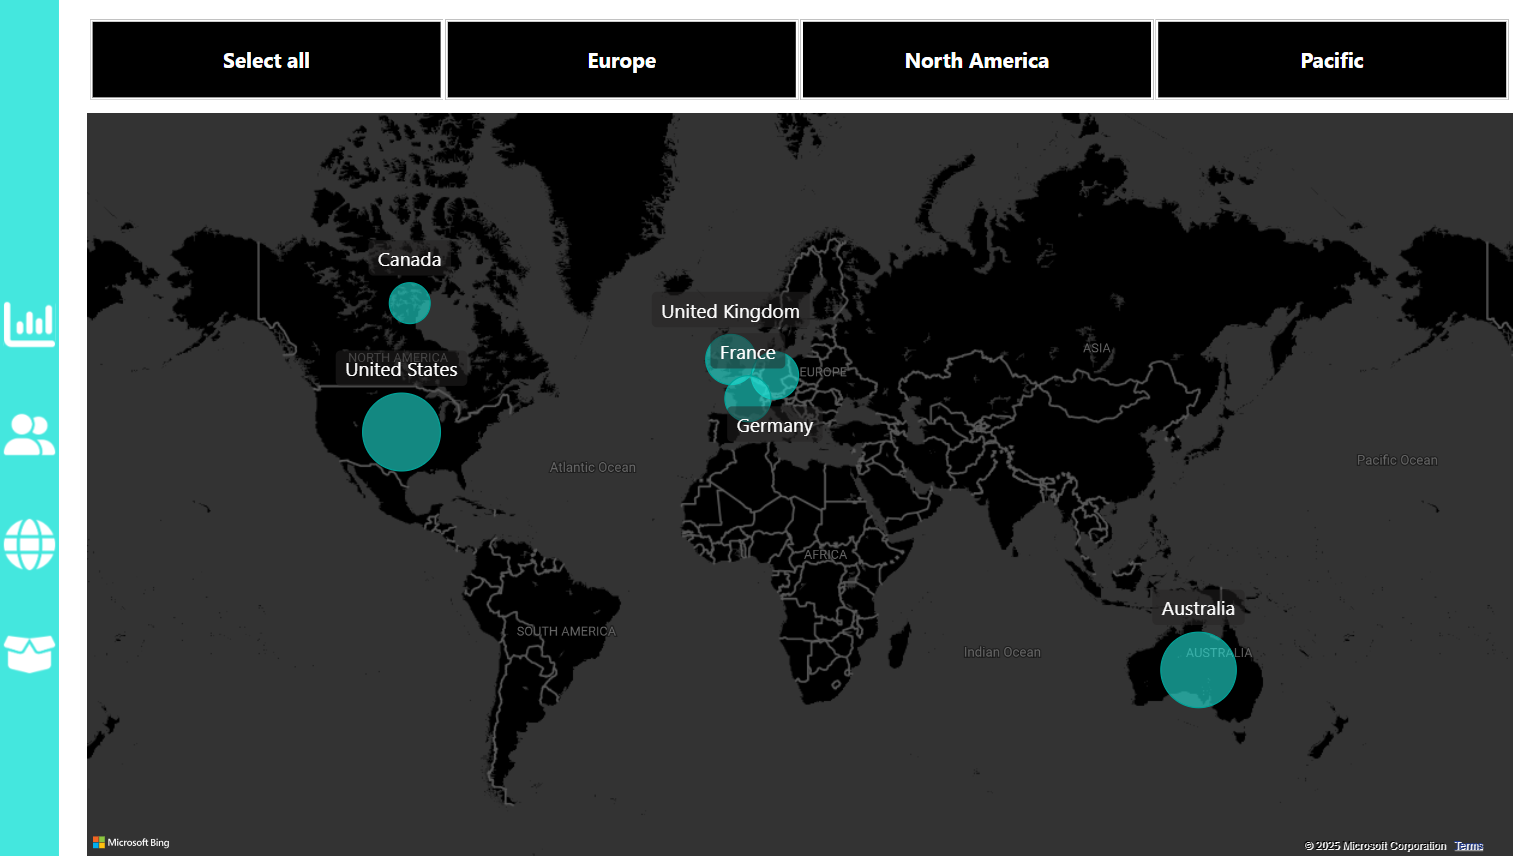 Select all
Europe
North America
Pacific
Canada
NORTH AMERICA
United States
United Kingdom
France
EUROPE
Germany
ASIA
Atlantic Ocean
Pacific Ocean
AFRICA
SOUTH AMERICA
Indian Ocean
Australia
AUSTRALIA
Microsoft Bing
© 2025 Microsoft Corporation Terms